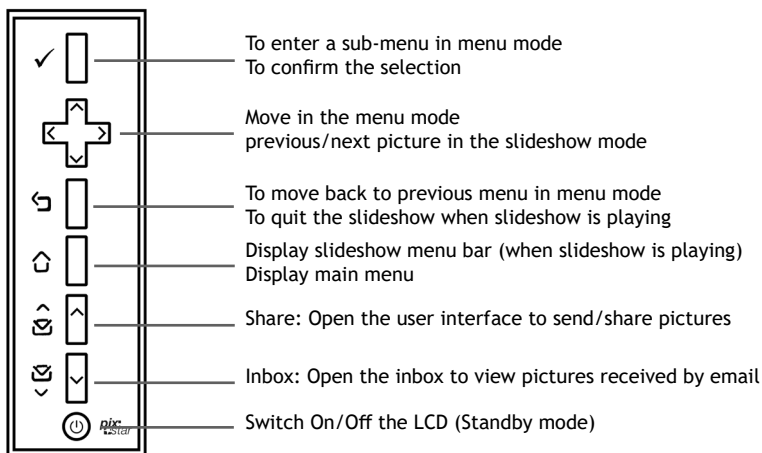 To enter a sub-menu in menu mode
To confirm the selection
Move in the menu mode
previous/next picture in the slideshow mode
To move back to previous menu in menu mode
To quit the slideshow when slideshow is playing
Display slideshow menu bar (when slideshow is playing)
Display main menu
Share: Open the user interface to send/share pictures
Inbox: Open the inbox to view pictures received by email
Switch On/Off the LCD (Standby mode)
pix
star